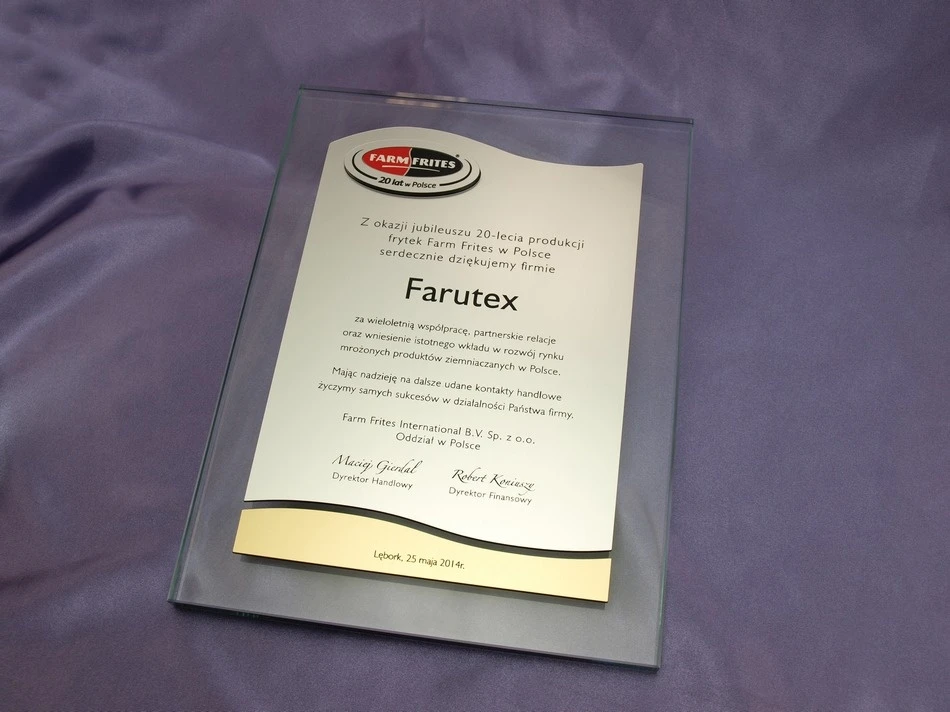 FARM FRITES
20 lat w Polsce
Z okazji jubileuszu 20-lecia produkcji
frytek Farm Frites w Polsce
serdecznie dziękujemy firmie
Farutex
za wieloletnią współpracę, partnerskie relacje
oraz wniesienie istotnego wkładu w rozwój rynku
mrożonych produktów ziemniaczanych w Polsce.
Mając nadzieję na dalsze udane kontakty handlowe
życzymy samych sukcesów w działalności Państwa firmy.
Farm Frites International B.V. Sp. z o.o.
Oddział w Polsce
Maciej Gierdal Robert Koniuszy
Dyrektor Handlowy Dyrektor Finansowy
Lębork, 25 maja 2014r.